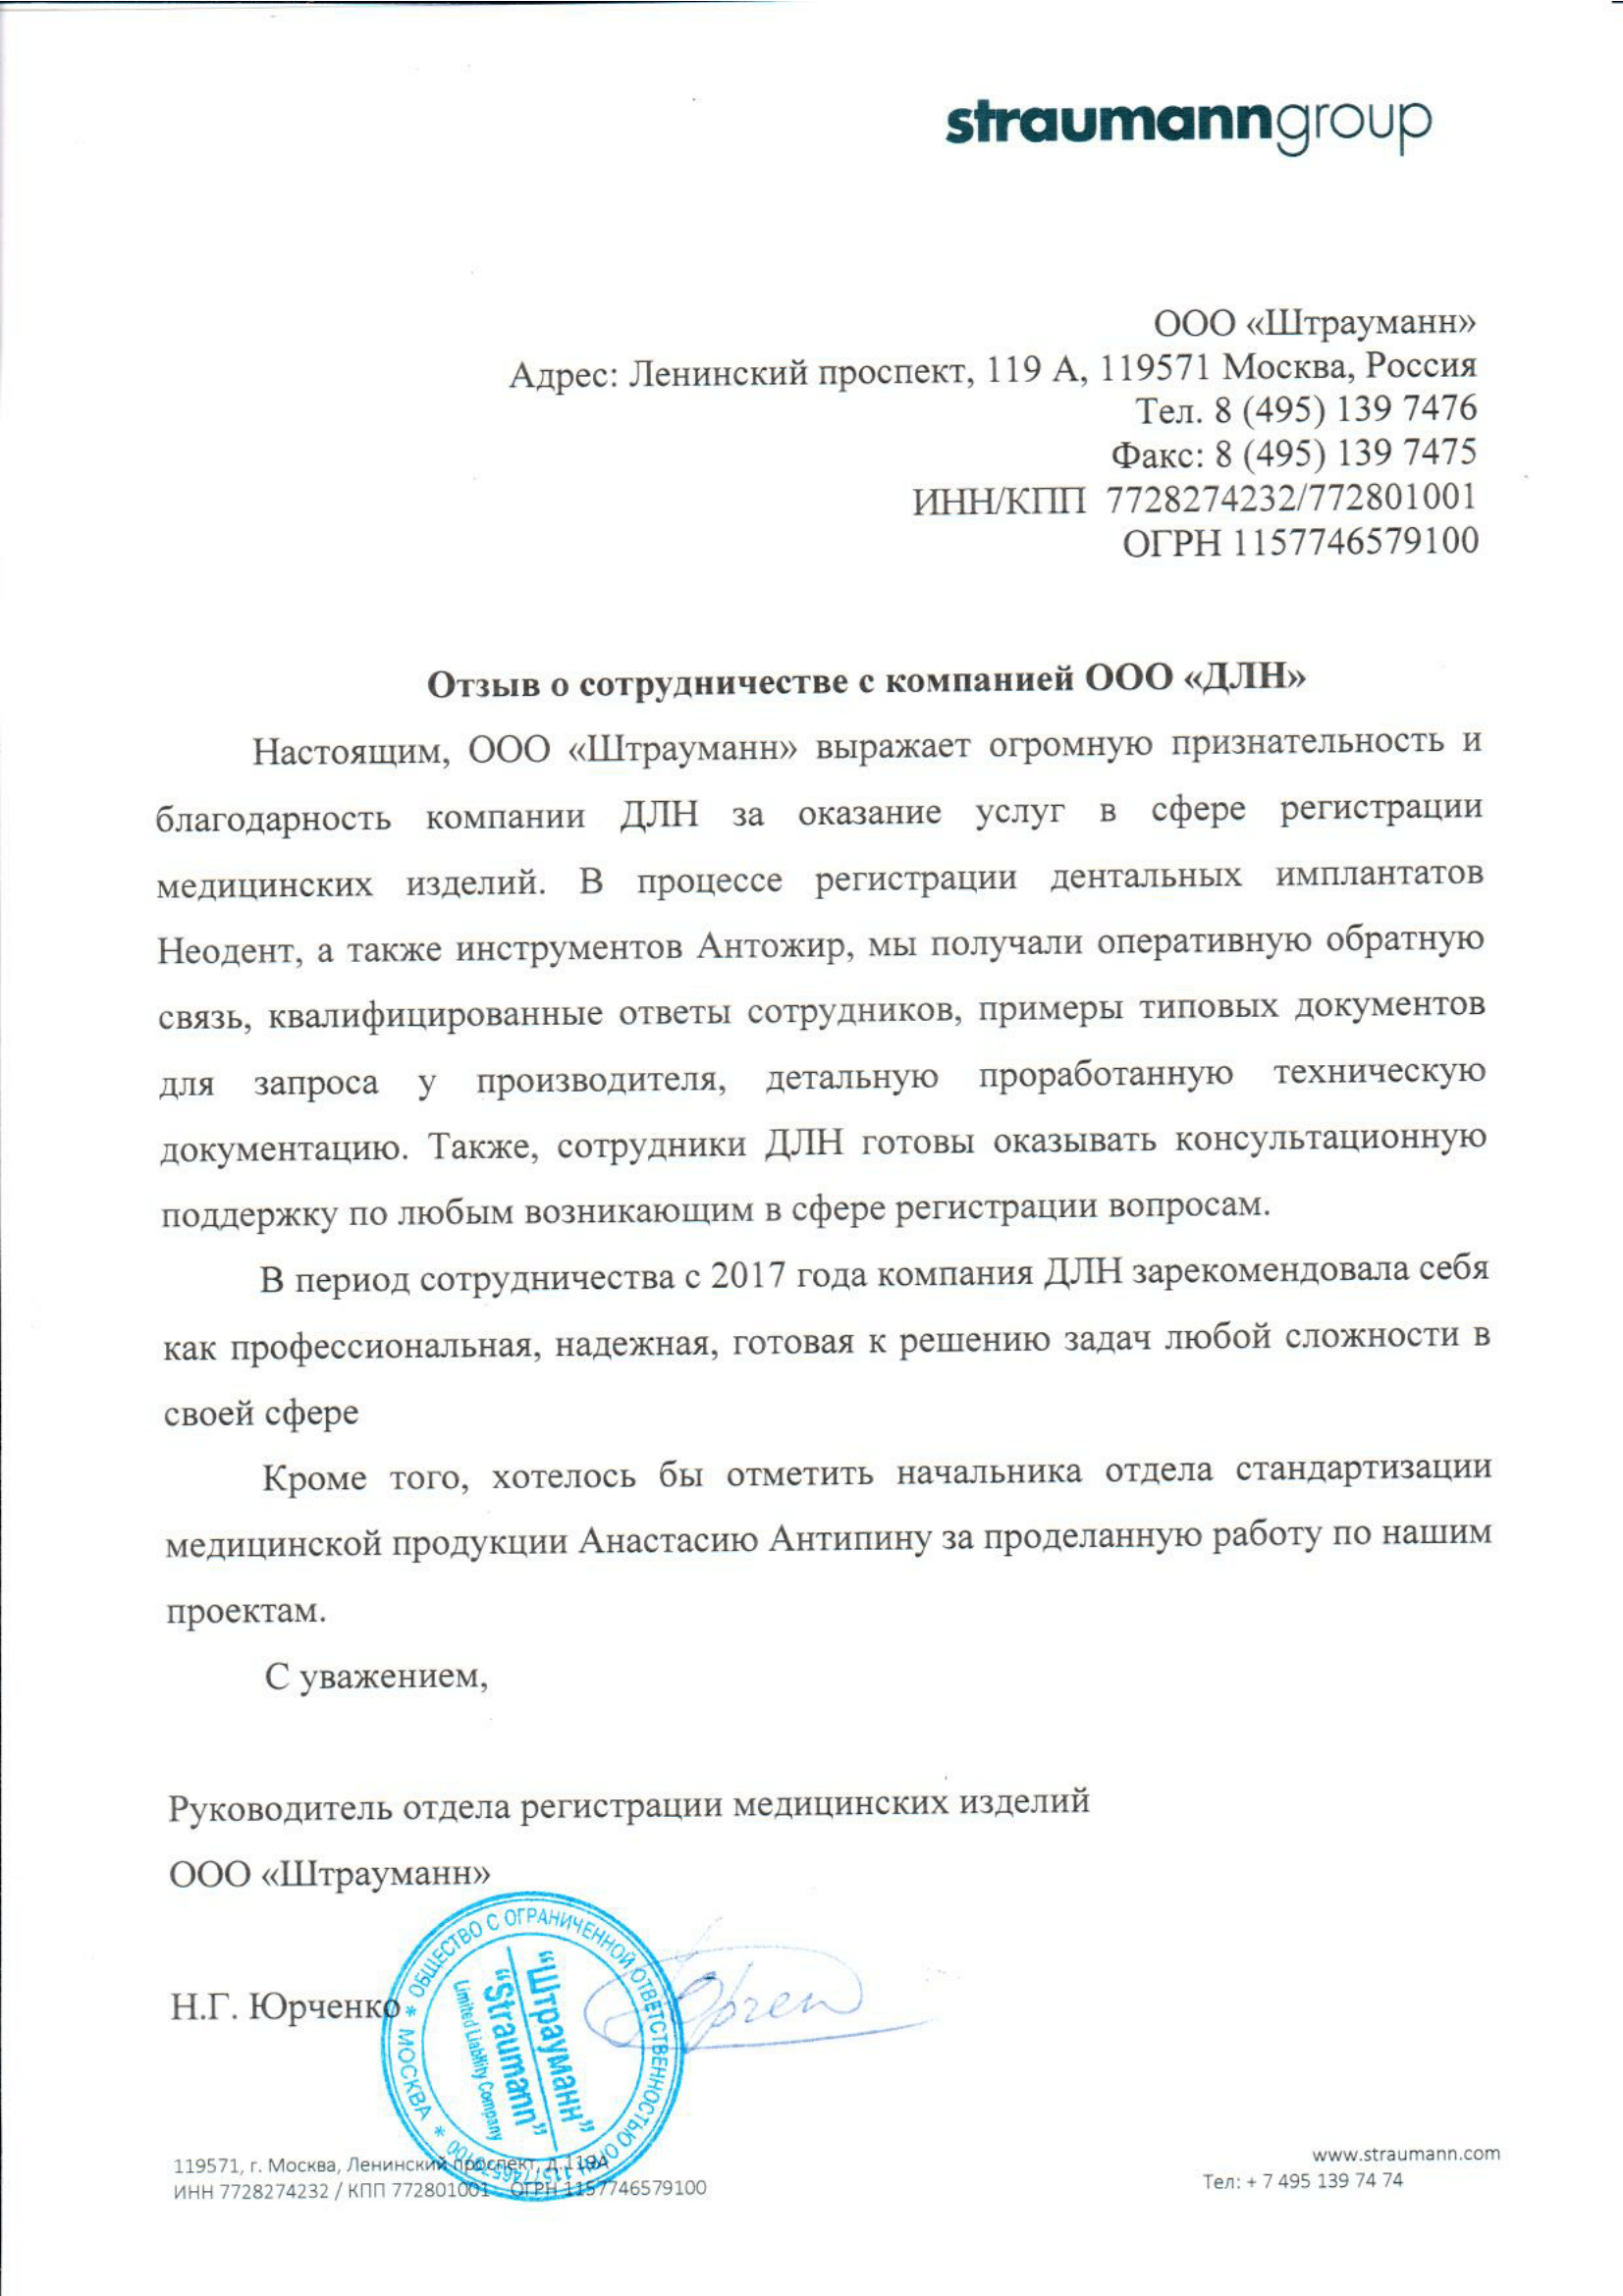 straumanngroup
ООО «Штрауманн»
Адрес: Ленинский проспект, 119 А, 119571 Москва, Россия
Тел. 8 (495) 139 7476
Факс: 8 (495) 139 7475
ИНН/КПП 7728274232/772801001
ОГРН 1157746579100
Отзыв о сотрудничестве с компанией ООО «ДЛН»
Настоящим, ООО «Штрауманн» выражает огромную признательность и
благодарность компании ДЛН за оказание услуг в сфере регистрации
медицинских изделий. В процессе регистрации дентальных имплантатов
Неодент, а также инструментов Антожир, мы получали оперативную обратную
связь, квалифицированные ответы сотрудников, примеры типовых документов
для запроса у производителя, детальную проработанную техническую
документацию. Также, сотрудники ДЛН готовы оказывать консультационную
поддержку по любым возникающим в сфере регистрации вопросам.
В период сотрудничества с 2017 года компания ДЛН зарекомендовала себя
как профессиональная, надежная, готовая к решению задач любой сложности в
своей сфере
Кроме того, хотелось бы отметить начальника отдела стандартизации
медицинской продукции Анастасию Антипину за проделанную работу по нашим
проектам.
С уважением,
Руководитель отдела регистрации медицинских изделий
ООО «Штрауманн»
Н.Г. Юрченко
* МОСКВА * ОБЩЕСТВО С ОГРАНИЧЕННОЙ ОТВЕТСТВЕННОСТЬЮ ОГРН 1157746579100
“Штрауманн”
“Straumann”
Limited Liability Company
119571, г. Москва, Ленинский проспект, д.119А
ИНН 7728274232 / КПП 772801001 ОГРН 1157746579100
www.straumann.com
Тел: + 7 495 139 74 74